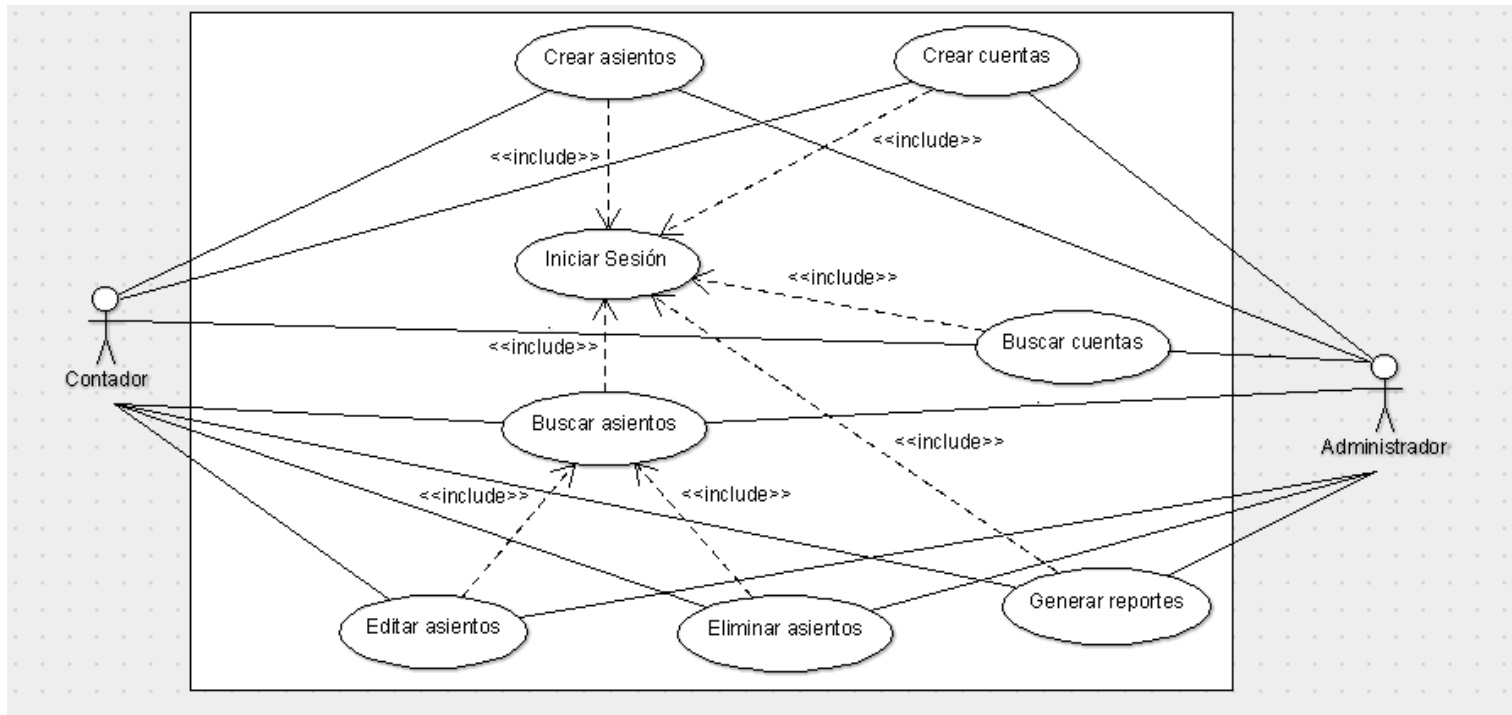 Crear asientos
Crear cuentas
<<include>>
<<include>>
Iniciar Sesión
<<include>>
Buscar cuentas
<<include>>
Contador
Buscar asientos
<<include>>
Administrador
<<include>>
<<include>>
Generar reportes
Editar asientos
Eliminar asientos